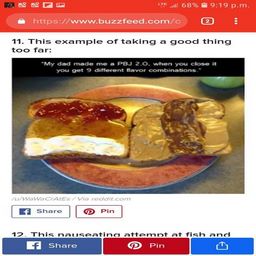 68% 9:19 p.m.
https://www.buzzfeed.com/c
2
11. This example of taking a good thing
too far:
"My dad made me a PBJ 2.0, when you close it
you get 9 different flavor combinations."
/u/WaWaCrAtEs / Via reddit.com
Share Pin
12. This nauseating attempt at fish and
Share Pin